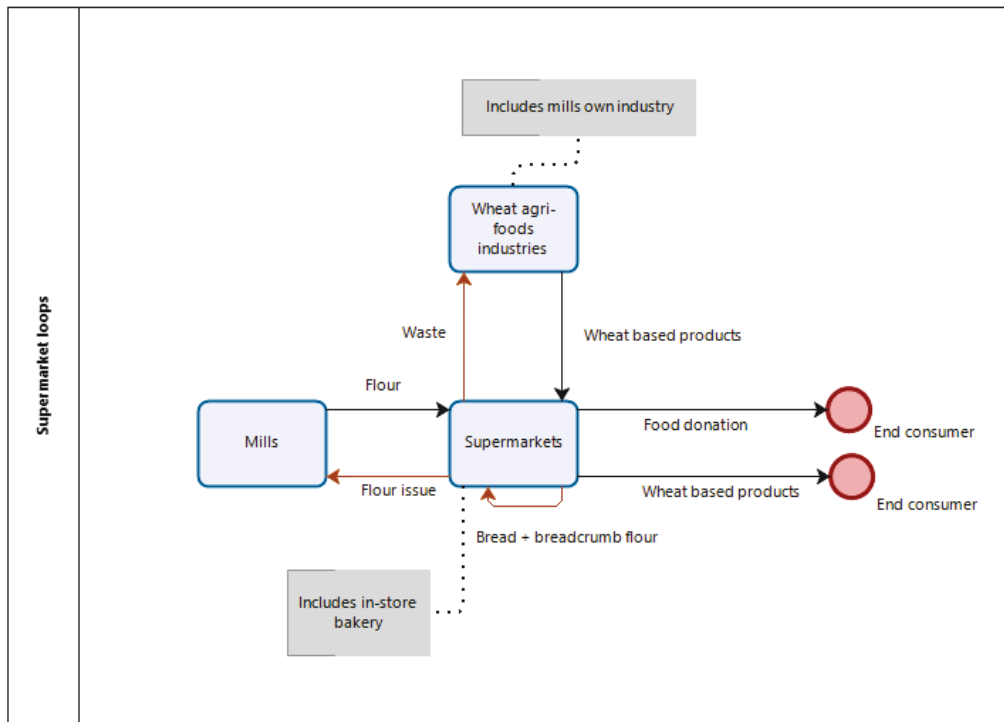 Supermarket loops
Includes mills own industry
Wheat agri-
foods
industries
Waste
Wheat based products
Flour
Mills
Supermarkets
Food donation
End consumer
Flour issue
Wheat based products
End consumer
Bread + breadcrumb flour
Includes in-store
bakery